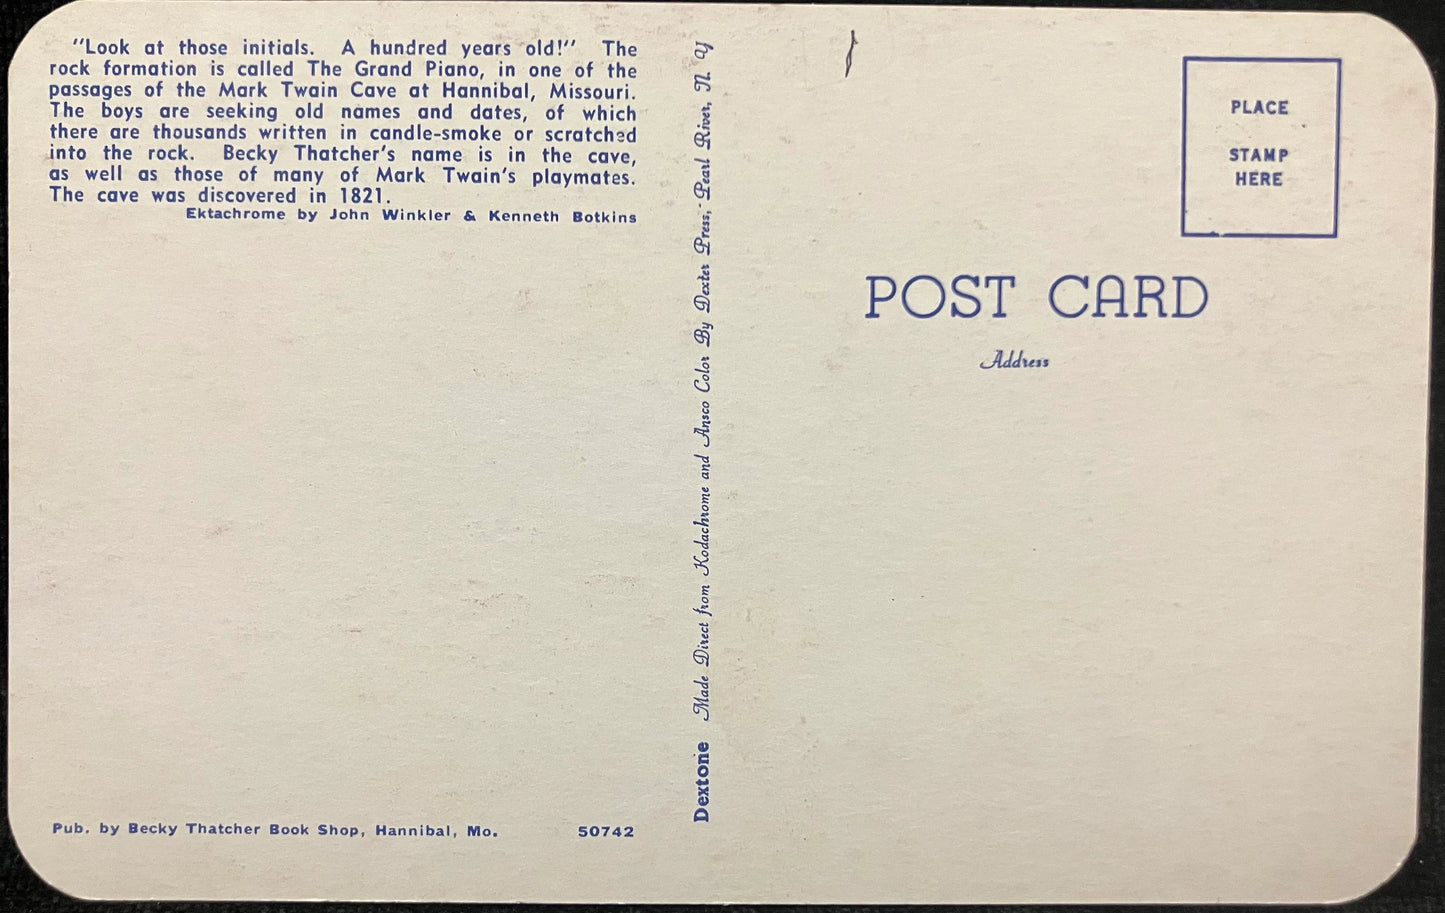 "Look at those initials. A hundred years old!" The
rock formation is called The Grand Piano, in one of the
passages of the Mark Twain Cave at Hannibal, Missouri.
The boys are seeking old names and dates, of which
there are thousands written in candle-smoke or scratched
into the rock. Becky Thatcher's name is in the cave,
as well as those of many of Mark Twain's playmates.
The cave was discovered in 1821.
Ektachrome by John Winkler & Kenneth Botkins
Pub. by Becky Thatcher Book Shop, Hannibal, Mo. 50742
Dextone Made Direct from Kodachrome and Ansco Color By Dexter Press, - Pearl River, N. Y
PLACE
STAMP
HERE
POST CARD
Address